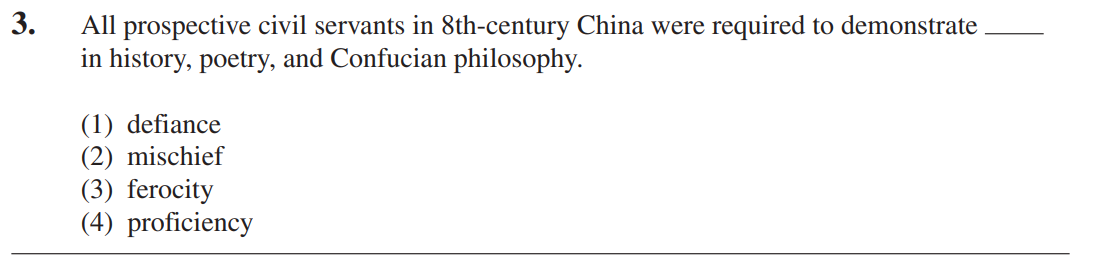 3. All prospective civil servants in 8th-century China were required to demonstrate _____
in history, poetry, and Confucian philosophy.
(1) defiance
(2) mischief
(3) ferocity
(4) proficiency